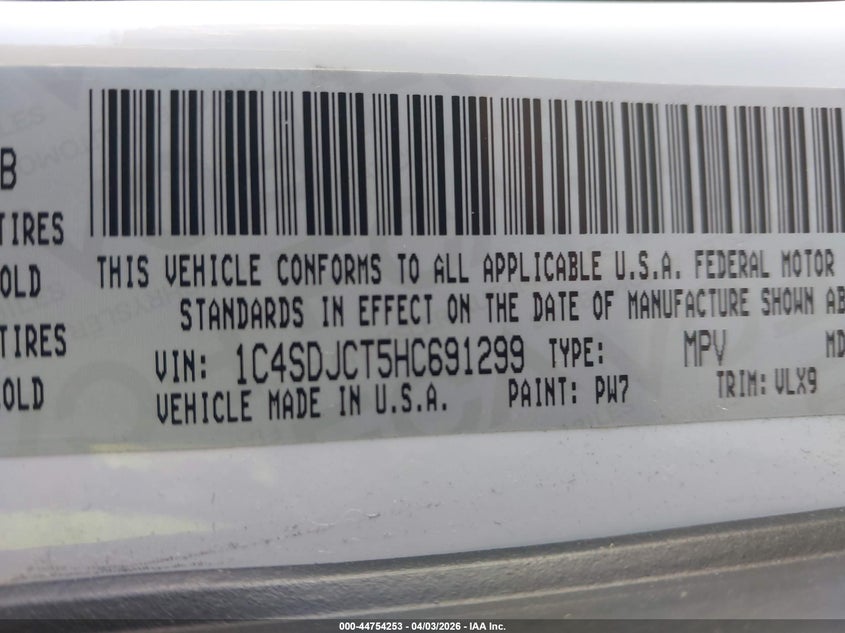 B
TIRES
OLD
TIRES
OLD
THIS VEHICLE CONFORMS TO ALL APPLICABLE U.S.A. FEDERAL MOTOR
STANDARDS IN EFFECT ON THE DATE OF MANUFACTURE SHOWN AB
VIN: 1C4SDJCT5HC691299 TYPE: MPV MD
VEHICLE MADE IN U.S.A. PAINT: PW7 TRIM: VLX9
000-44754253 - 04/03/2026 - IAA Inc.